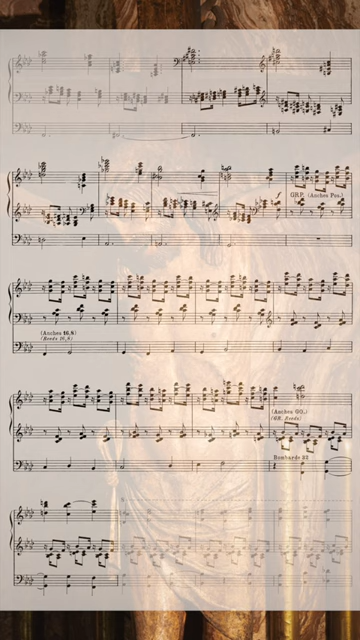 f
GRP. (Anches Pos.)
(Anches 16,8)
(Reeds 16,8)
(Anches GO.)
(GR. Reeds)
Bombarde 32